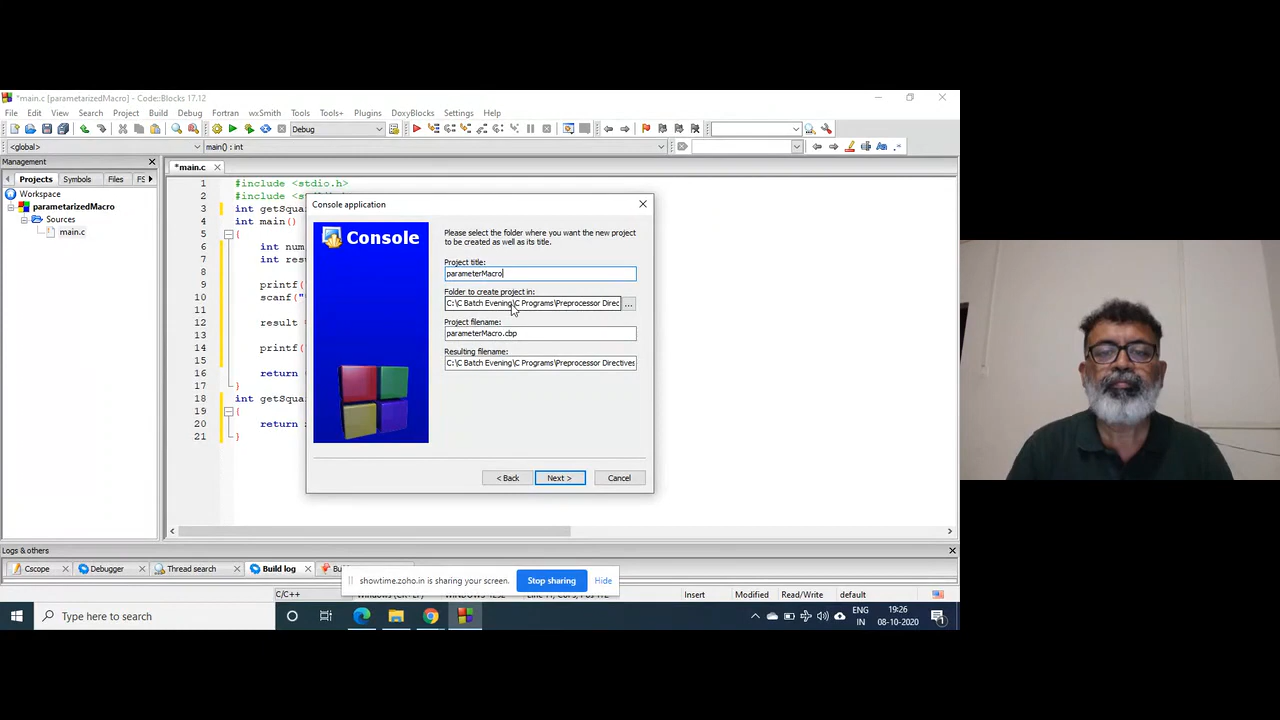 *main.c [parametarizedMacro] - Code::Blocks 17.12
File Edit View Search Project Build Debug Fortran wxSmith Tools Tools+ Plugins DoxyBlocks Settings Help
Debug
<global> main() : int
Management
Projects Symbols Files FS
*main.c
Workspace
parametarizedMacro
Sources
main.c
1 #include <stdio.h>
2 #include
3 int getSqua
4 int main()
5 {
6 int num
7 int res
8
9 printf(
10 scanf("
11
12 result
13
14 printf(
15
16 return
17 }
18 int getSqua
19 {
20 return
21 }
Console application
Console
Please select the folder where you want the new project
to be created as well as its title.
Project title:
parameterMacro
Folder to create project in:
C:\C Batch Evening\C Programs\Preprocessor Direc
...
Project filename:
parameterMacro.cbp
Resulting filename:
C:\C Batch Evening\C Programs\Preprocessor Directives
< Back Next > Cancel
Logs & others
Cscope Debugger Thread search Build log
showtime.zoho.in is sharing your screen. Stop sharing Hide
C/C++ Insert Modified Read/Write default
Type here to search
ENG
IN
19:26
08-10-2020
1